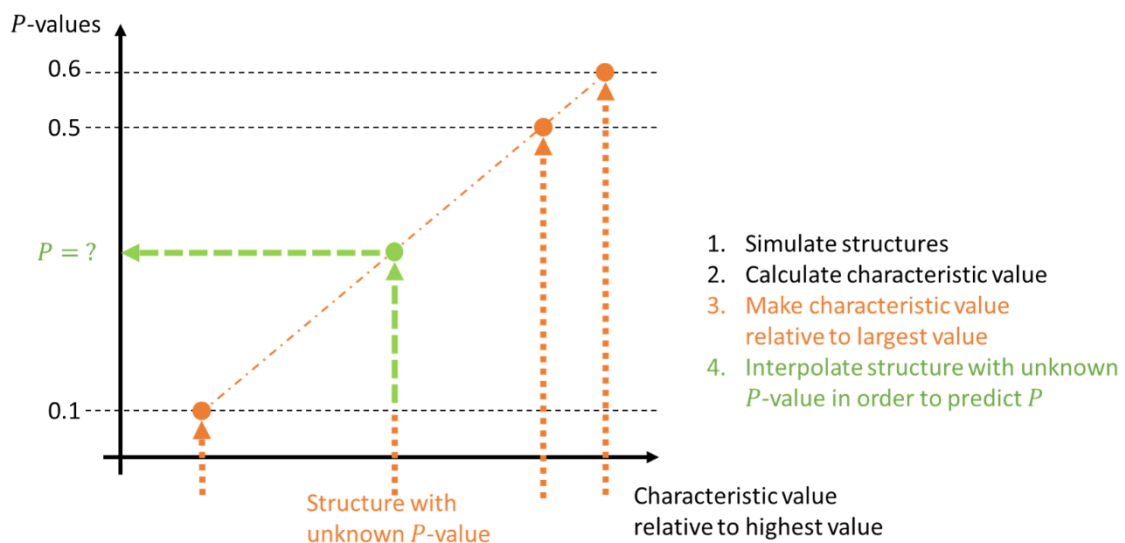 P-values
0.6
0.5
P = ?
0.1
1. Simulate structures
2. Calculate characteristic value
3. Make characteristic value
relative to largest value
4. Interpolate structure with unknown
P-value in order to predict P
Structure with
unknown P-value
Characteristic value
relative to highest value